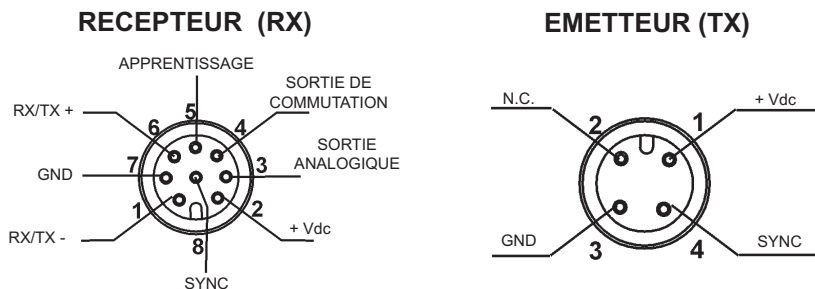 RECEPTEUR (RX)
EMETTEUR (TX)
APPRENTISSAGE
SORTIE DE
COMMUTATION
RX/TX +
5
6
4
SORTIE
ANALOGIQUE
GND
7
3
1
2
RX/TX -
+ Vdc
8
SYNC
N.C.
2
1
+ Vdc
GND
3
4
SYNC